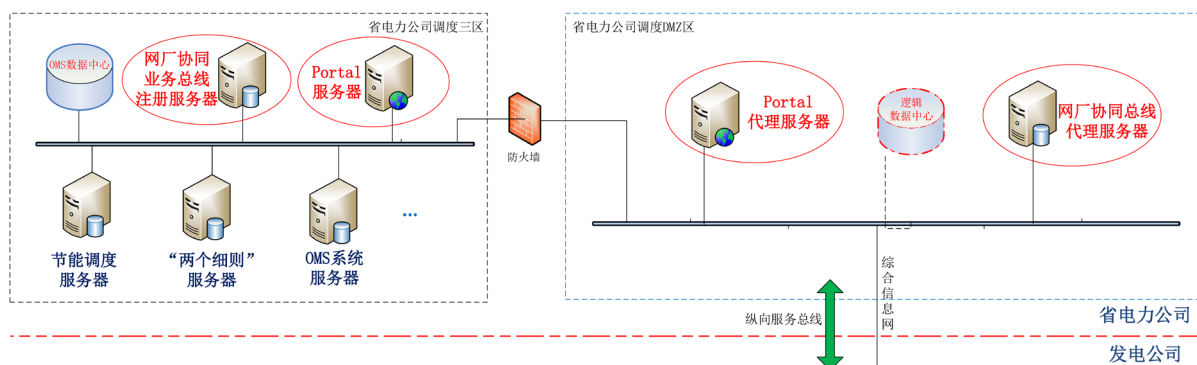 省电力公司调度三区
OMS数据中心
网厂协同
业务总线
注册服务器
Portal
服务器
节能调度
服务器
“两个细则”
服务器
OMS系统
服务器
...
防火墙
省电力公司调度DMZ区
Portal
代理服务器
逻辑
数据中心
网厂协同总线
代理服务器
综合信息网
纵向服务总线
省电力公司
发电公司